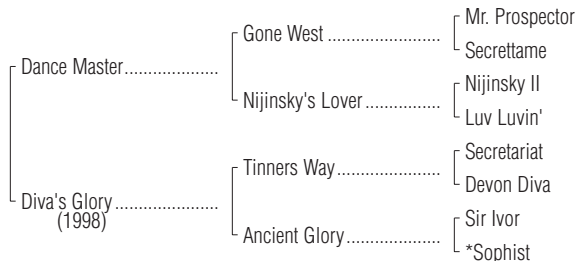 Mr. Prospector
Gone West
Secrettame
Dance Master
Nijinsky II
Nijinsky's Lover
Luv Luvin'
Secretariat
Tinners Way
Devon Diva
Diva's Glory
(1998)
Sir Ivor
Ancient Glory
*Sophist